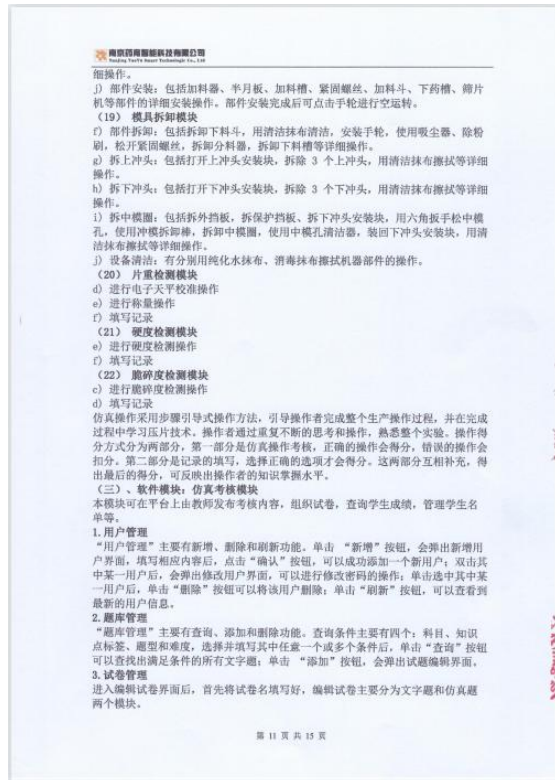 南京药育智能科技有限公司
Nanjing YaoYu Smart Technologic Co., Ltd
细操作。
j) 部件安装：包括加料器、半月板、加料槽、紧固螺丝、加料斗、下药槽、筛片
机等部件的详细安装操作。部件安装完成后可点击手轮进行空运转。
（19） 模具拆卸模块
f) 部件拆卸：包括拆卸下料斗，用清洁抹布清洁，安装手轮，使用吸尘器、除粉
刷，松开紧固螺丝，拆卸分料器，拆卸下料槽等详细操作。
g) 拆上冲头：包括打开上冲头安装块，拆除 3 个上冲头，用清洁抹布擦拭等详细
操作。
h) 拆下冲头：包括打开下冲头安装块，拆除 3 个下冲头，用清洁抹布擦拭等详细
操作。
i) 拆中模圈：包括拆外挡板，拆保护挡板、拆下冲头安装块，用六角扳手松中模
孔，使用冲模拆卸棒，拆卸中模圈，使用中模孔清洁器，装回下冲头安装块，用清
洁抹布擦拭等详细操作。
j) 设备清洁：有分别用纯化水抹布、消毒抹布擦拭机器部件的操作。
（20） 片重检测模块
d) 进行电子天平校准操作
e) 进行称量操作
f) 填写记录
（21） 硬度检测模块
e) 进行硬度检测操作
f) 填写记录
（22） 脆碎度检测模块
c) 进行脆碎度检测操作
d) 填写记录
仿真操作采用步骤引导式操作方法，引导操作者完成整个生产操作过程，并在完成
过程中学习压片技术。操作者通过重复不断的思考和操作，熟悉整个实验。操作得
分方式分为两部分，第一部分是仿真操作考核，正确的操作会得分，错误的操作会
扣分。第二部分是记录的填写，选择正确的选项才会得分。这两部分互相补充，得
出最后的得分，可反映出操作者的知识掌握水平。
（三）、软件模块：仿真考核模块
本模块可在平台上由教师发布考核内容，组织试卷，查询学生成绩，管理学生名
单等。
1.用户管理
“用户管理”主要有新增、删除和刷新功能。单击 “新增”按钮，会弹出新增用
户界面，填写相应内容后，点击“确认”按钮，可以成功添加一个新用户；双击其
中某一用户后，会弹出修改用户界面，可以进行修改密码的操作；单击选中其中某
一用户后，单击“删除”按钮可以将该用户删除；单击“刷新”按钮，可以查看到
最新的用户信息。
2.题库管理
“题库管理”主要有查询、添加和删除功能。查询条件主要有四个：科目、知识
点标签、题型和难度，选择并填写其中任意一个或多个条件后，单击“查询”按钮
可以查找出满足条件的所有文字题；单击 “添加”按钮，会弹出试题编辑界面。
3.试卷管理
进入编辑试卷界面后，首先将试卷名填写好，编辑试卷主要分为文字题和仿真题
两个模块。
第 11 页 共 15 页